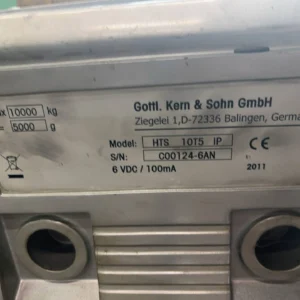 x 10000 kg
= 5000 g
Gottl. Kern & Sohn GmbH
Ziegelei 1,D-72336 Balingen, Germa
Model: HTS 10T5 IP
S/N: C00124-6AN
6 VDC / 100mA
CE
2011